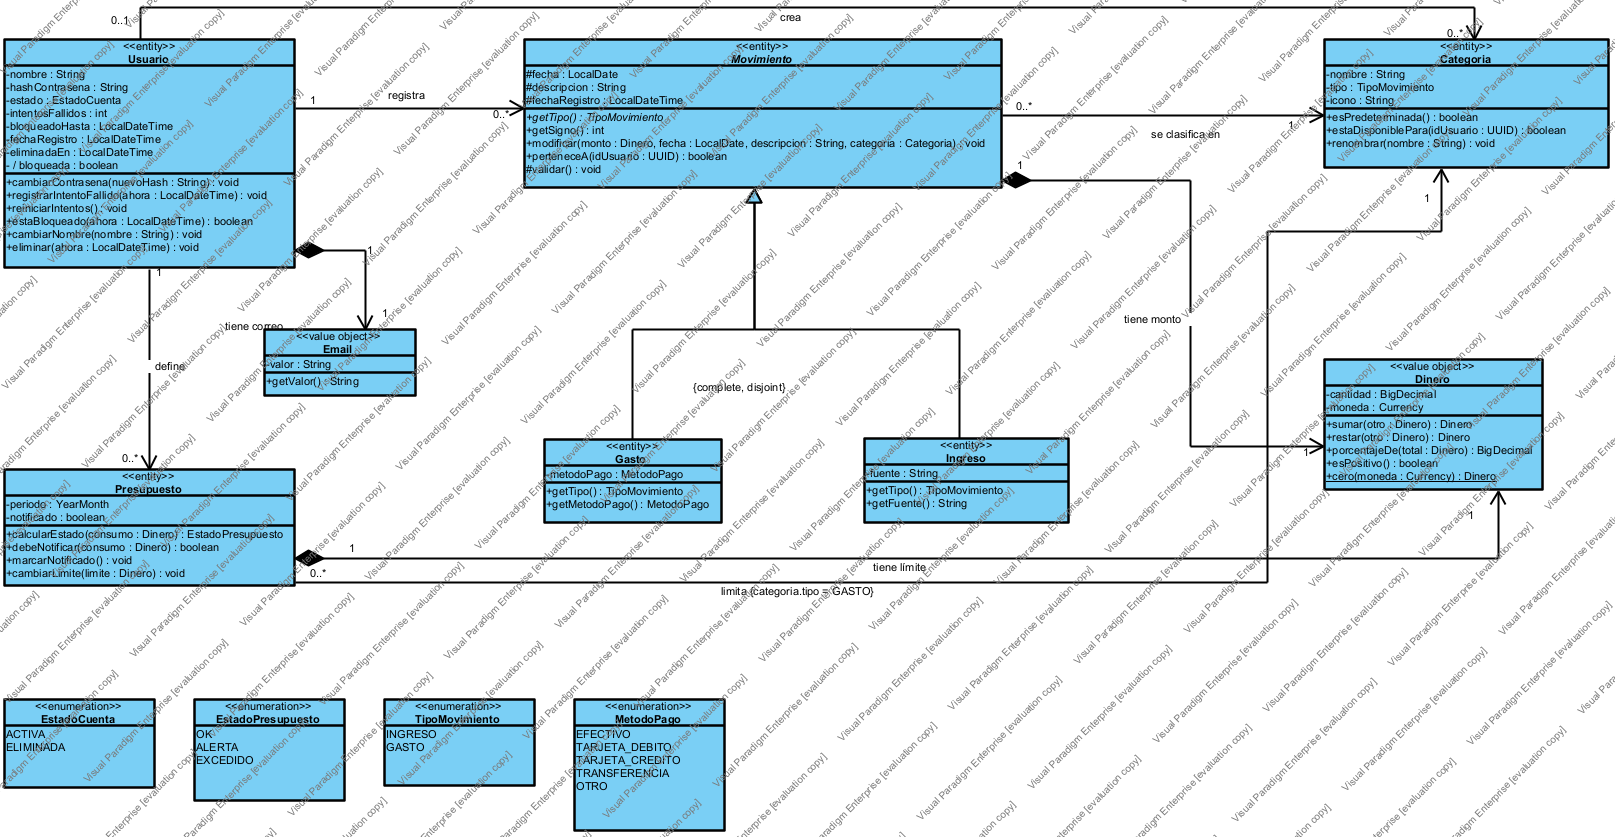 crea
0..1
0..*
<<entity>>
Usuario
-nombre : String
-hashContrasena : String
-estado : EstadoCuenta
-intentosFallidos : int
-bloqueadoHasta : LocalDateTime
-fechaRegistro : LocalDateTime
-eliminadaEn : LocalDateTime
- / bloqueada : boolean
+cambiarContrasena(nuevoHash : String) : void
+registrarIntentoFallido(ahora : LocalDateTime) : void
+reiniciarIntentos() : void
+estaBloqueado(ahora : LocalDateTime) : boolean
+cambiarNombre(nombre : String) : void
+eliminar(ahora : LocalDateTime) : void
1
registra
0..*
<<entity>>
Movimiento
#fecha : LocalDate
#descripcion : String
#fechaRegistro : LocalDateTime
+getTipo() : TipoMovimiento
+getSigno() : int
+modificar(monto : Dinero, fecha : LocalDate, descripcion : String, categoria : Categoria) : void
+perteneceA(idUsuario : UUID) : boolean
#validar() : void
0..*
se clasifica en
1
<<entity>>
Categoria
-nombre : String
-tipo : TipoMovimiento
-icono : String
+esPredeterminada() : boolean
+estaDisponiblePara(idUsuario : UUID) : boolean
+renombrar(nombre : String) : void
1
1
1
1
tiene correo
<<value object>>
Email
-valor : String
+getValor() : String
1
define
0..*
{complete, disjoint}
tiene monto
1
<<value object>>
Dinero
-cantidad : BigDecimal
-moneda : Currency
+sumar(otro : Dinero) : Dinero
+restar(otro : Dinero) : Dinero
+porcentajeDe(total : Dinero) : BigDecimal
+esPositivo() : boolean
+cero(moneda : Currency) : Dinero
<<entity>>
Gasto
-metodoPago : MetodoPago
+getTipo() : TipoMovimiento
+getMetodoPago() : MetodoPago
<<entity>>
Ingreso
-fuente : String
+getTipo() : TipoMovimiento
+getFuente() : String
<<entity>>
Presupuesto
-periodo : YearMonth
-notificado : boolean
+calcularEstado(consumo : Dinero) : EstadoPresupuesto
+debeNotificar(consumo : Dinero) : boolean
+marcarNotificado() : void
+cambiarLimite(limite : Dinero) : void
1
tiene límite
1
0..*
limita {categoria.tipo = GASTO}
<<enumeration>>
EstadoCuenta
ACTIVA
ELIMINADA
<<enumeration>>
EstadoPresupuesto
OK
ALERTA
EXCEDIDO
<<enumeration>>
TipoMovimiento
INGRESO
GASTO
<<enumeration>>
MetodoPago
EFECTIVO
TARJETA_DEBITO
TARJETA_CREDITO
TRANSFERENCIA
OTRO
Visual Paradigm Enterprise [evaluation copy]